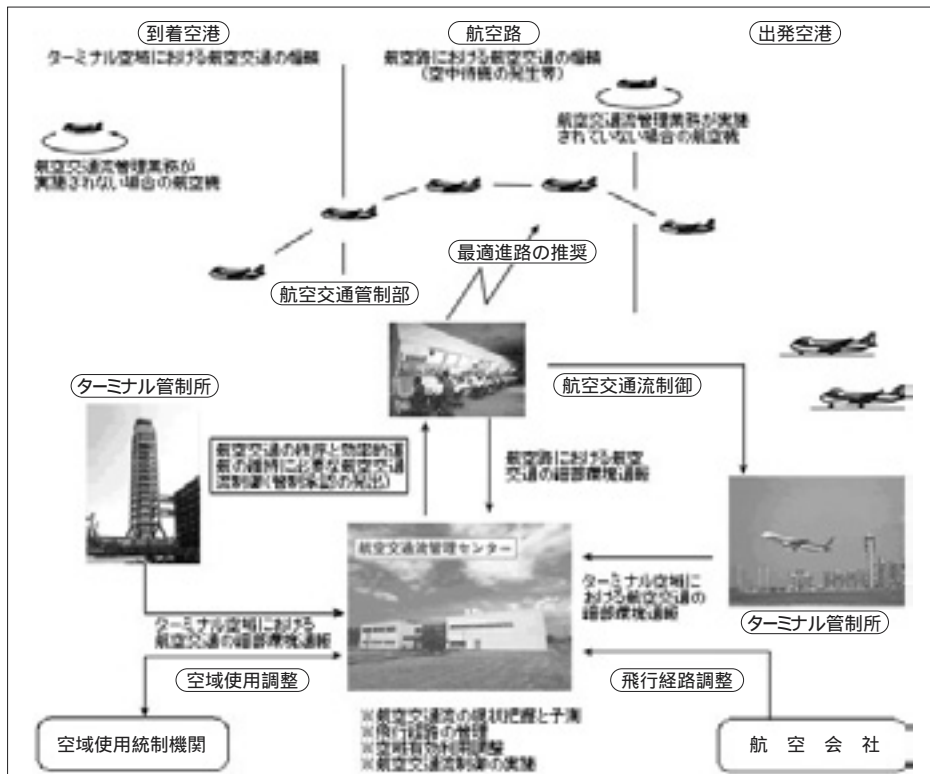 到着空港
航空路
出発空港
ターミナル空域における航空交通の輻輳
航空路における航空交通の輻輳
(空中待機の発生等)
航空交通流管理業務が実施
されていない場合の航空機
航空交通流管理業務が
実施されない場合の航空機
最適進路の推奨
航空交通管制部
ターミナル管制所
航空交通流制御
航空交通の秩序と効率的運
航の維持に必要な航空交通
流制御(管制承認の発出)
航空路における航空
交通の細部環境通報
航空交通流管理センター
ターミナル空域に
おける航空交通の
細部環境通報
ターミナル管制所
ターミナル空域における
航空交通の細部環境通報
空域使用調整
飛行経路調整
空域使用統制機関
※航空交通流の現状把握と予測
※飛行経路の管理
※空域有効利用調整
※航空交通流制御の実施
航空会社